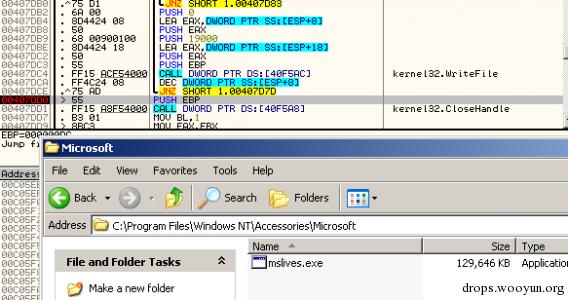 00407DB0 . ^75 D1 JNZ SHORT 1.00407D83
00407DB2 . 6A 00 PUSH 0
00407DB4 . 8D4424 08 LEA EAX,DWORD PTR SS:[ESP+8]
00407DB8 . 50 PUSH EAX
00407DB9 . 68 00900100 PUSH 19000
00407DBE . 8D4424 18 LEA EAX,DWORD PTR SS:[ESP+18]
00407DC2 . 50 PUSH EAX
00407DC3 . 55 PUSH EBP
00407DC4 . FF15 ACF54000 CALL DWORD PTR DS:[40F5AC] kernel32.WriteFile
00407DCA . FF4C24 08 DEC DWORD PTR SS:[ESP+8]
00407DCE .^75 AD JNZ SHORT 1.00407D7D
00407DD0 > 55 PUSH EBP
00407DD1 . FF15 A8F54000 CALL DWORD PTR DS:[40F5A8] kernel32.CloseHandle
00407DD7 . B3 01 MOV BL,1
. 8BC3 MOV EAX,EBX
Jump f
Address
Microsoft
File Edit View Favorites Tools Help
Back Search Folders
Address C:\Program Files\Windows NT\Accessories\Microsoft
Name Size Type
File and Folder Tasks
mslives.exe 129,646 KB Application
Make a new folder
drops.wooyun.org